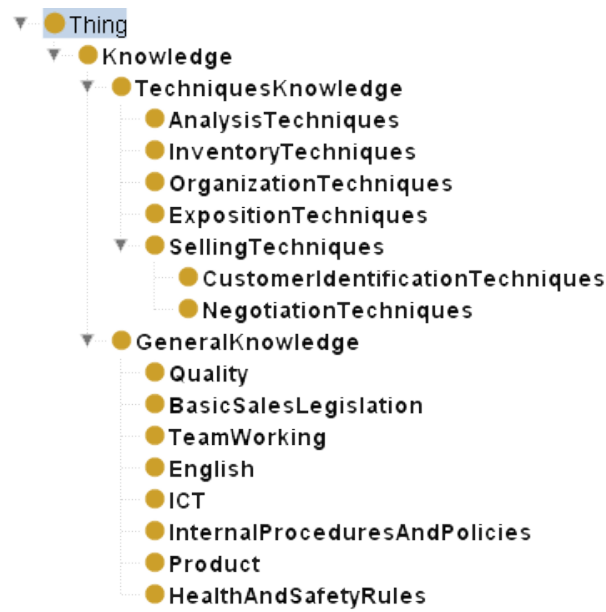 Thing
Knowledge
TechniquesKnowledge
AnalysisTechniques
InventoryTechniques
OrganizationTechniques
ExpositionTechniques
SellingTechniques
CustomerIdentificationTechniques
NegotiationTechniques
GeneralKnowledge
Quality
BasicSalesLegislation
TeamWorking
English
ICT
InternalProceduresAndPolicies
Product
HealthAndSafetyRules